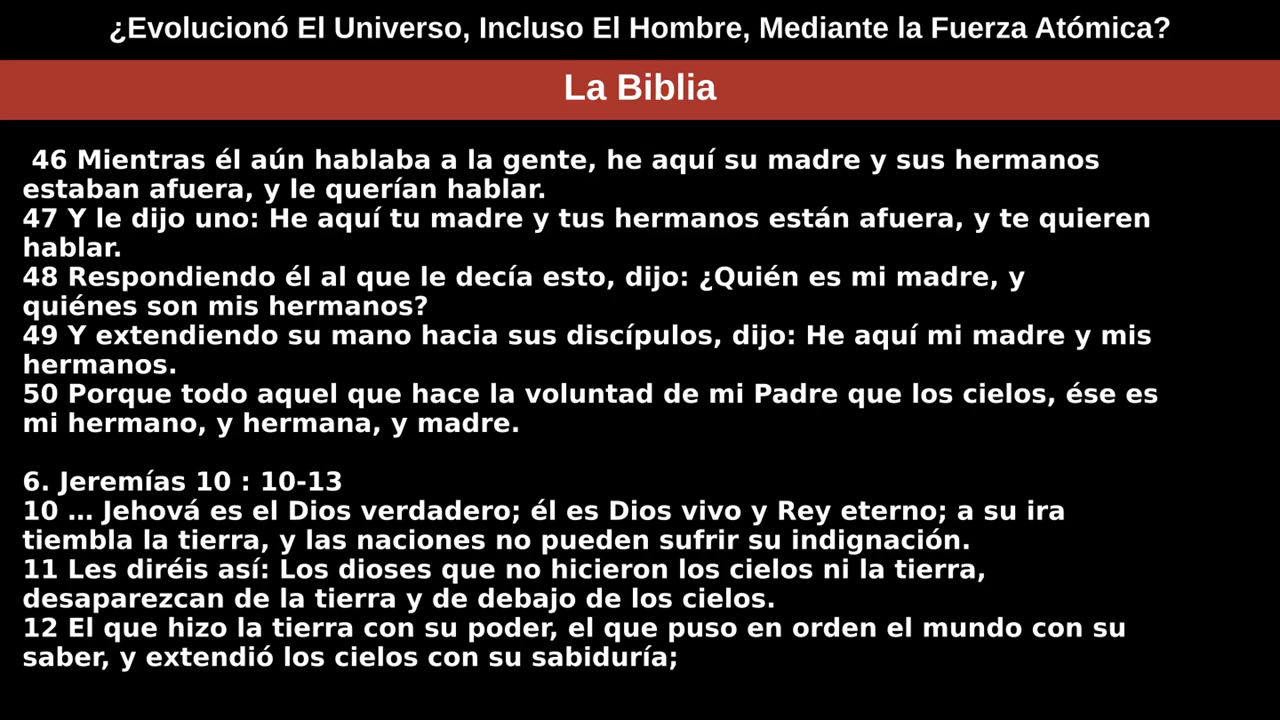 ¿Evolucionó El Universo, Incluso El Hombre, Mediante la Fuerza Atómica?
La Biblia
46 Mientras él aún hablaba a la gente, he aquí su madre y sus hermanos
estaban afuera, y le querían hablar.
47 Y le dijo uno: He aquí tu madre y tus hermanos están afuera, y te quieren
hablar.
48 Respondiendo él al que le decía esto, dijo: ¿Quién es mi madre, y
quiénes son mis hermanos?
49 Y extendiendo su mano hacia sus discípulos, dijo: He aquí mi madre y mis
hermanos.
50 Porque todo aquel que hace la voluntad de mi Padre que los cielos, ése es
mi hermano, y hermana, y madre.
6. Jeremías 10 : 10-13
10 … Jehová es el Dios verdadero; él es Dios vivo y Rey eterno; a su ira
tiembla la tierra, y las naciones no pueden sufrir su indignación.
11 Les diréis así: Los dioses que no hicieron los cielos ni la tierra,
desaparezcan de la tierra y de debajo de los cielos.
12 El que hizo la tierra con su poder, el que puso en orden el mundo con su
saber, y extendió los cielos con su sabiduría;